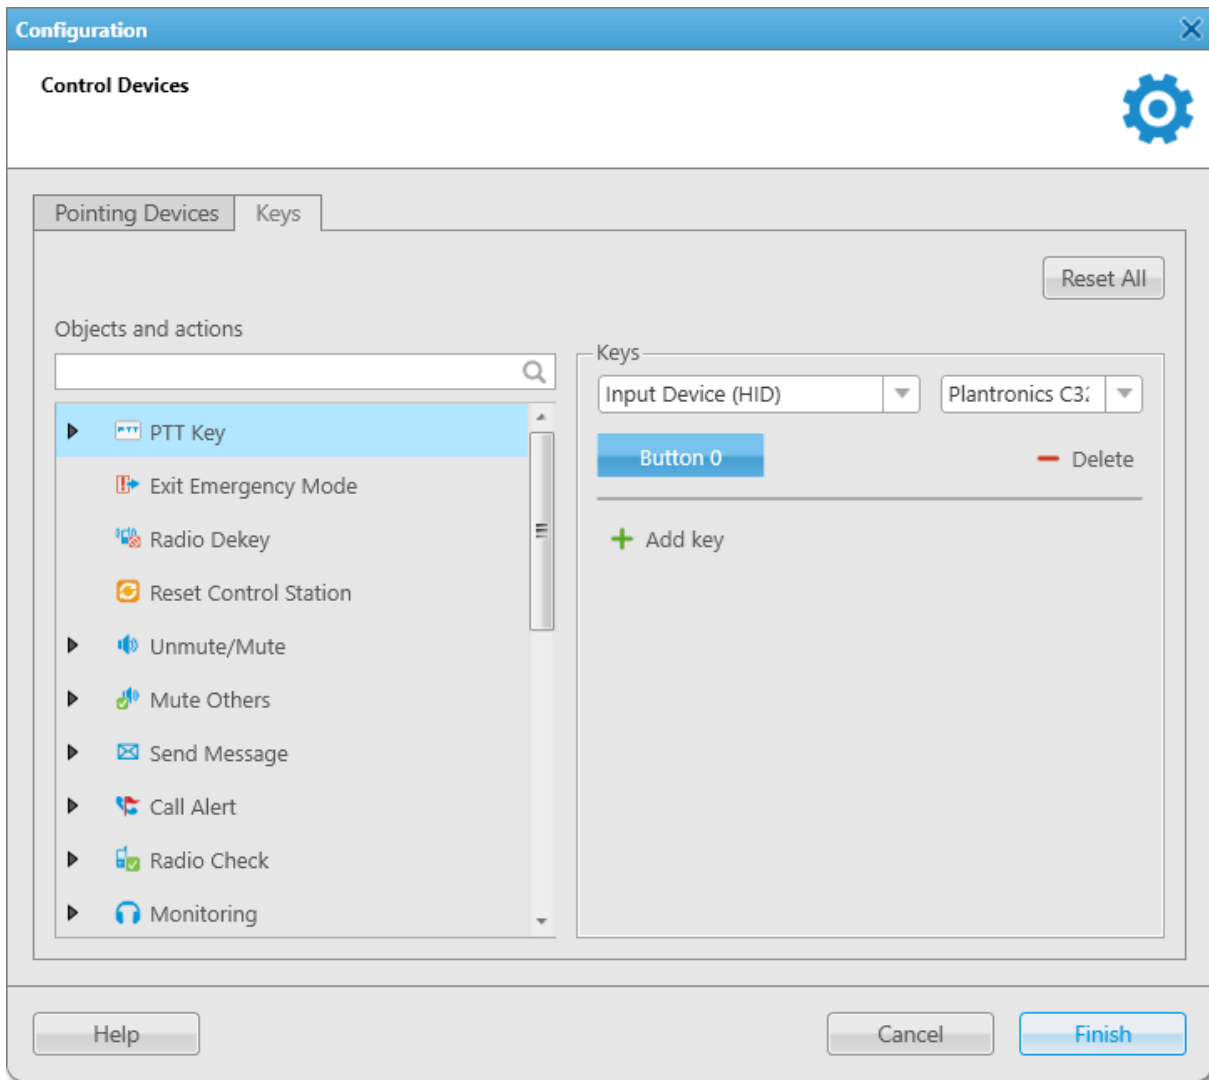 Configuration
Control Devices
Pointing Devices
Keys
Reset All
Objects and actions
PTT Key
Exit Emergency Mode
Radio Dekey
Reset Control Station
Unmute/Mute
Mute Others
Send Message
Call Alert
Radio Check
Monitoring
Keys
Input Device (HID)
Plantronics
Button 0
Delete
Add key
Help
Cancel
Finish